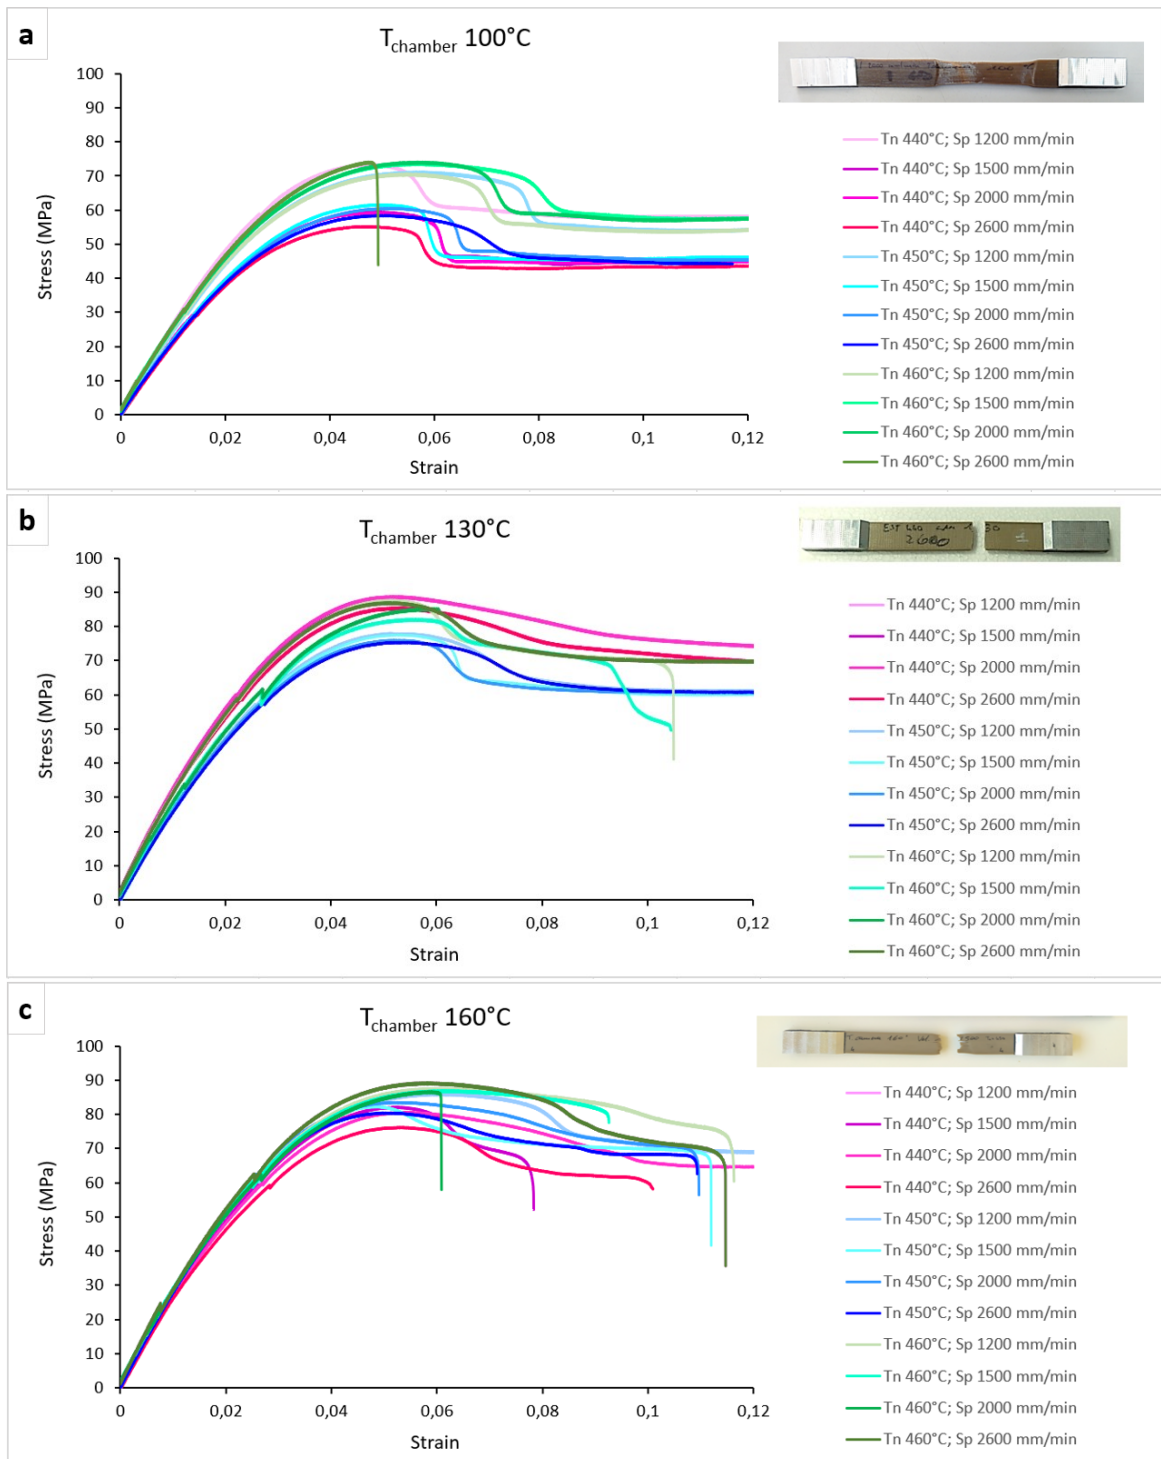 a
T chamber 100°C
100
90
80
70
60
50
40
30
20
10
0
Stress (MPa)
0 0,02 0,04 0,06 0,08 0,1 0,12
Strain
Tn 440°C; Sp 1200 mm/min
Tn 440°C; Sp 1500 mm/min
Tn 440°C; Sp 2000 mm/min
Tn 440°C; Sp 2600 mm/min
Tn 450°C; Sp 1200 mm/min
Tn 450°C; Sp 1500 mm/min
Tn 450°C; Sp 2000 mm/min
Tn 450°C; Sp 2600 mm/min
Tn 460°C; Sp 1200 mm/min
Tn 460°C; Sp 1500 mm/min
Tn 460°C; Sp 2000 mm/min
Tn 460°C; Sp 2600 mm/min
b
T chamber 130°C
2600
100
90
80
70
60
50
40
30
20
10
0
Stress (MPa)
0 0,02 0,04 0,06 0,08 0,1 0,12
Strain
Tn 440°C; Sp 1200 mm/min
Tn 440°C; Sp 1500 mm/min
Tn 440°C; Sp 2000 mm/min
Tn 440°C; Sp 2600 mm/min
Tn 450°C; Sp 1200 mm/min
Tn 450°C; Sp 1500 mm/min
Tn 450°C; Sp 2000 mm/min
Tn 450°C; Sp 2600 mm/min
Tn 460°C; Sp 1200 mm/min
Tn 460°C; Sp 1500 mm/min
Tn 460°C; Sp 2000 mm/min
Tn 460°C; Sp 2600 mm/min
c
T chamber 160°C
100
90
80
70
60
50
40
30
20
10
0
Stress (MPa)
0 0,02 0,04 0,06 0,08 0,1 0,12
Strain
Tn 440°C; Sp 1200 mm/min
Tn 440°C; Sp 1500 mm/min
Tn 440°C; Sp 2000 mm/min
Tn 440°C; Sp 2600 mm/min
Tn 450°C; Sp 1200 mm/min
Tn 450°C; Sp 1500 mm/min
Tn 450°C; Sp 2000 mm/min
Tn 450°C; Sp 2600 mm/min
Tn 460°C; Sp 1200 mm/min
Tn 460°C; Sp 1500 mm/min
Tn 460°C; Sp 2000 mm/min
Tn 460°C; Sp 2600 mm/min